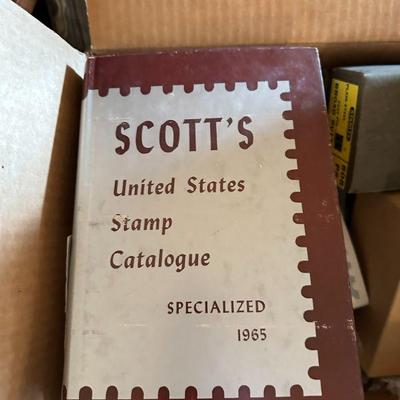 SCOTT'S
United States
Stamp
Catalogue
SPECIALIZED
1965